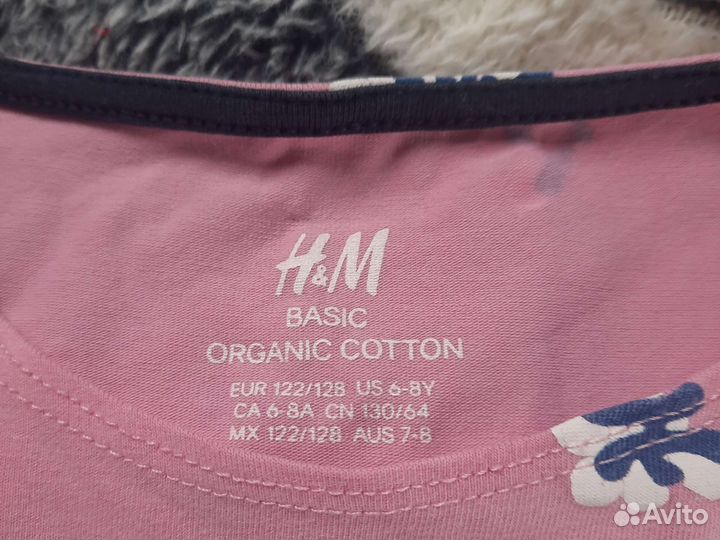 H&M
BASIC
ORGANIC COTTON
EUR 122/128 US 6-8Y
CA 6-8A CN 130/64
MX 122/128 AUS 7-8
Avito